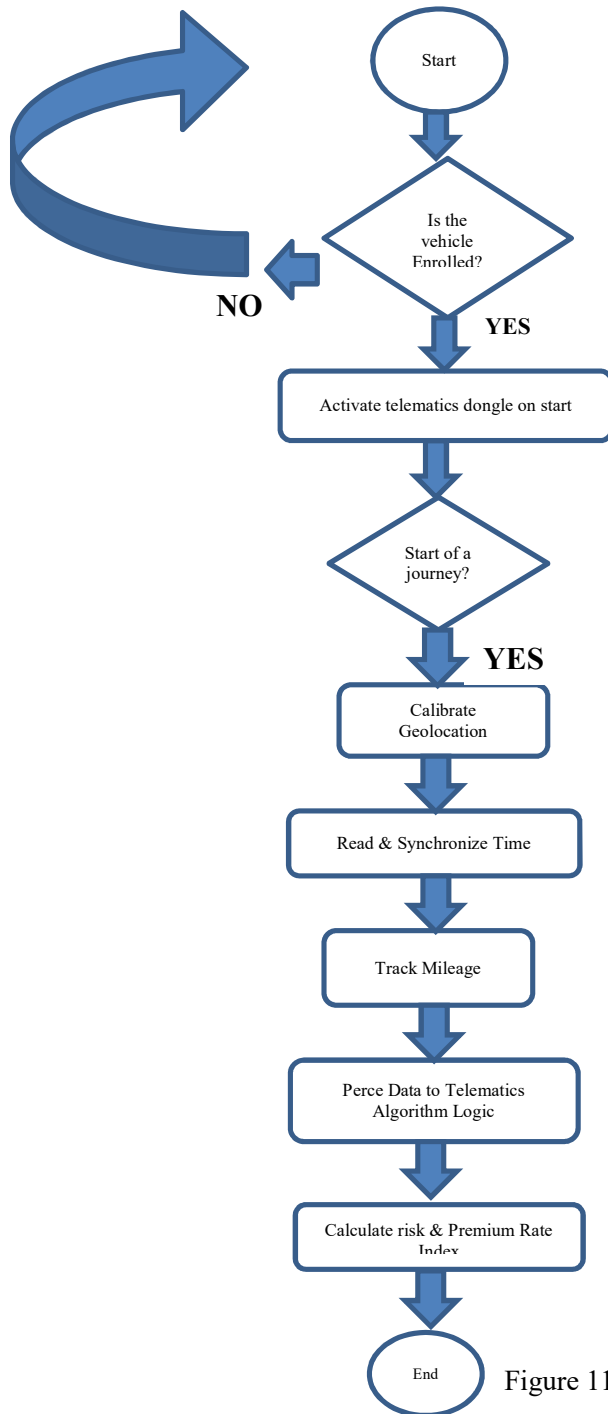 Start
Is the
vehicle
Enrolled?
NO
YES
Activate telematics dongle on start
Start of a
journey?
YES
Calibrate
Geolocation
Read & Synchronize Time
Track Mileage
Perce Data to Telematics
Algorithm Logic
Calculate risk & Premium Rate
Index
End
Figure 11